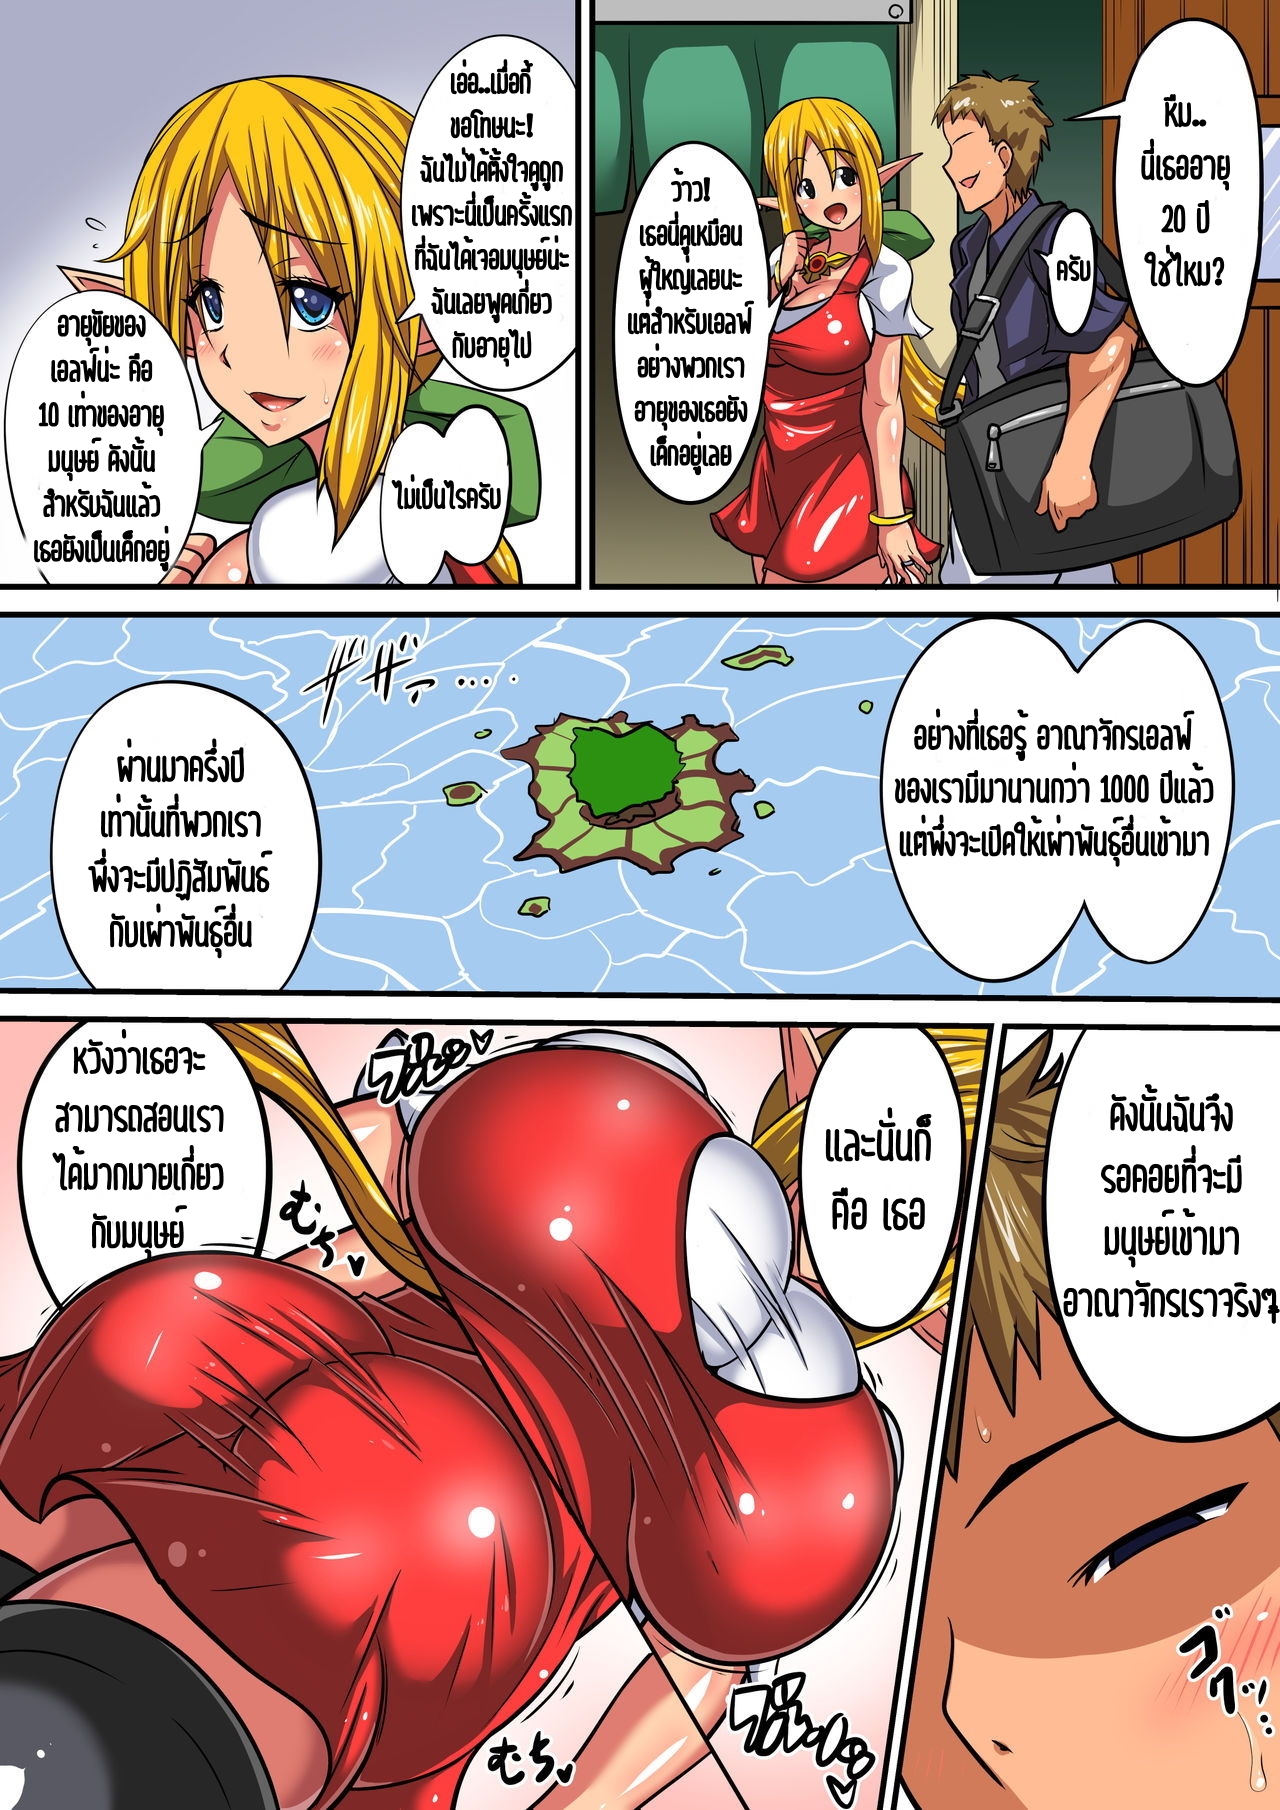 หืม..
นี่เธออายุ
20 ปี
ใช่ไหม?
ครับ
ว้าว!
เธอนี่ดูเหมือน
ผู้ใหญ่เลยนะ
แต่สำหรับเอลฟ์
อย่างพวกเรา
อายุของเธอยัง
เด็กอยู่เลย
เอ่อ..เมื่อกี้
ขอโทษนะ!
ฉันไม่ได้ตั้งใจดูถูก
เพราะนี่เป็นครั้งแรก
ที่ฉันได้เจอมนุษย์น่ะ
ฉันเลยพูดเกี่ยว
กับอายุไป
ไม่เป็นไรครับ
อายุขัยของ
เอลฟ์น่ะ คือ
10 เท่าของอายุ
มนุษย์ ดังนั้น
สำหรับฉันแล้ว
เธอยังเป็นเด็กอยู่
อย่างที่เธอรู้ อาณาจักรเอลฟ์
ของเรามีมานานกว่า 1000 ปีแล้ว
แต่พึ่งจะเปิดให้เผ่าพันธุ์อื่นเข้ามา
ザザァ...
ผ่านมาครึ่งปี
เท่านั้นที่พวกเรา
พึ่งจะมีปฏิสัมพันธ์
กับเผ่าพันธุ์อื่น
ดังนั้นฉันจึง
รอคอยที่จะมี
มนุษย์เข้ามา
อาณาจักรเราจริงๆ
ゴクッ...
และนั่นก็
คือ เธอ
หวังว่าเธอจะ
สามารถสอนเรา
ได้มากมายเกี่ยว
กับมนุษย์
むち♥
むち♥